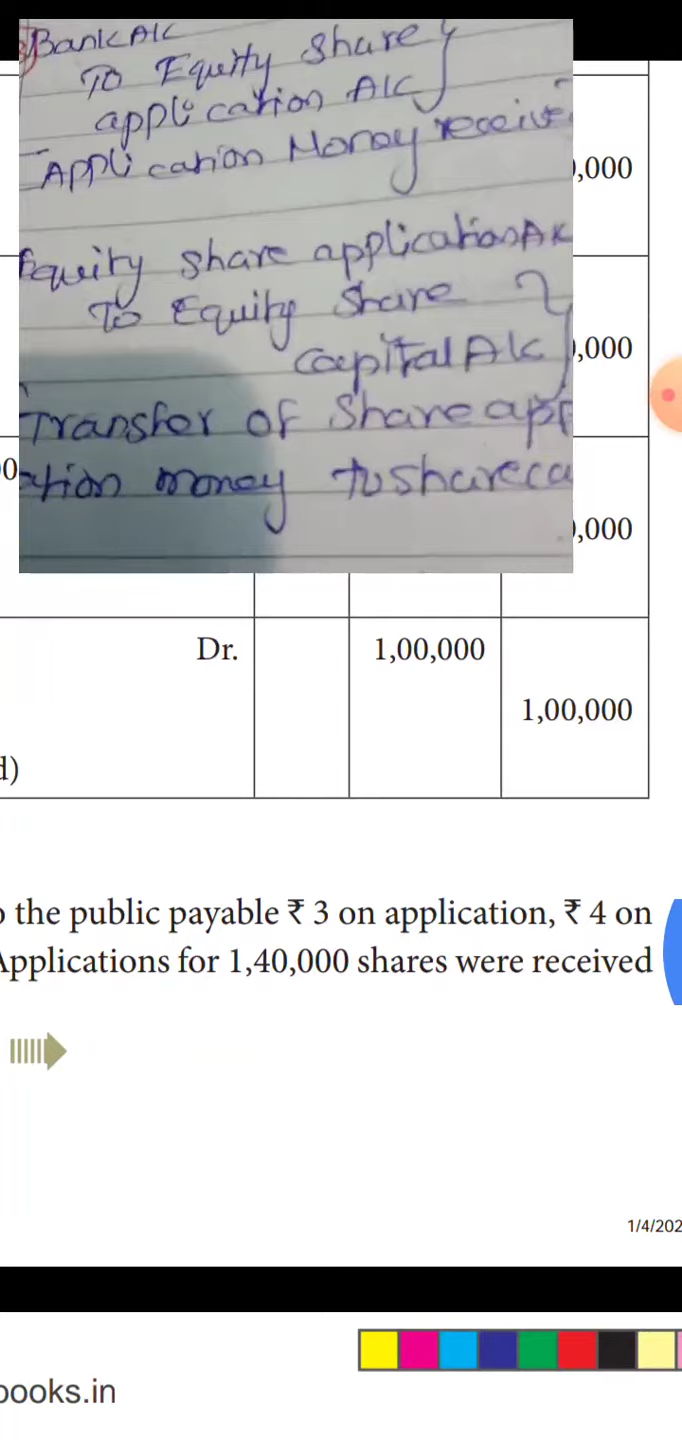 Bank A/C
To Equity Share
application A/C
Application Money receive
,000
Equity share application A/c
To Equity Share
Capital A/c
,000
Transfer of Share app
ation money to share ca
,000
Dr.
1,00,000
1,00,000
d)
the public payable ₹ 3 on application, ₹ 4 on
Applications for 1,40,000 shares were received
1/4/202
books.in